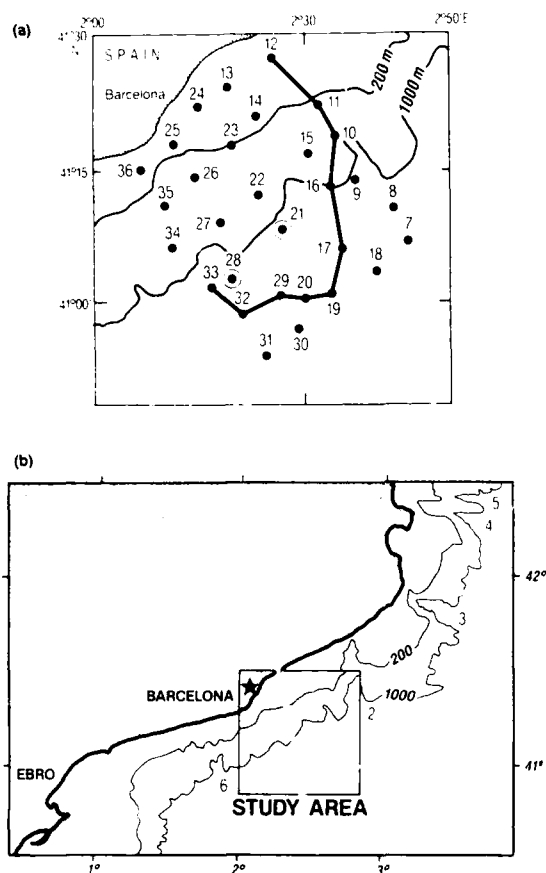 (a)
2°00 2°30 2°50'E
41°30 N
SPAIN
12
200 m
1000 m
13
Barcelona
24 14 11
25 23 15 10
41°15
36 26 16 9
35 22 8
27 21 7
34 17
28 18
33 29 20
41°00
32 19
31 30
(b)
5
4
42°
3
200
BARCELONA 1000
2
EBRO 6 41°
STUDY AREA
1° 2° 3°